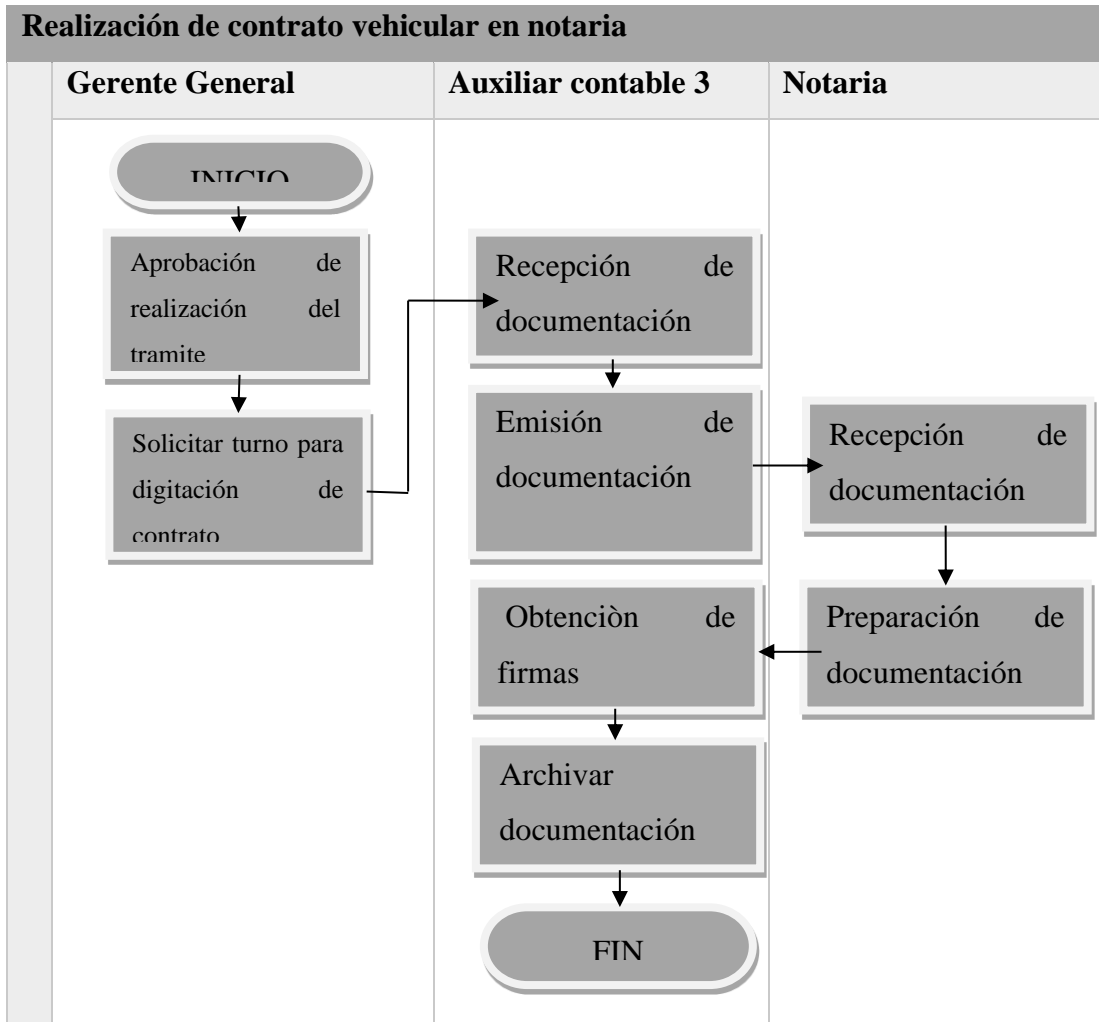 Realización de contrato vehicular en notaria
Gerente General
Auxiliar contable 3
Notaria
INICIO
Aprobación de
realización del
tramite
Solicitar turno para
digitación de
contrato
Recepción de
documentación
Emisión de
documentación
Recepción de
documentación
Preparación de
documentación
Obtenciòn de
firmas
Archivar
documentación
FIN